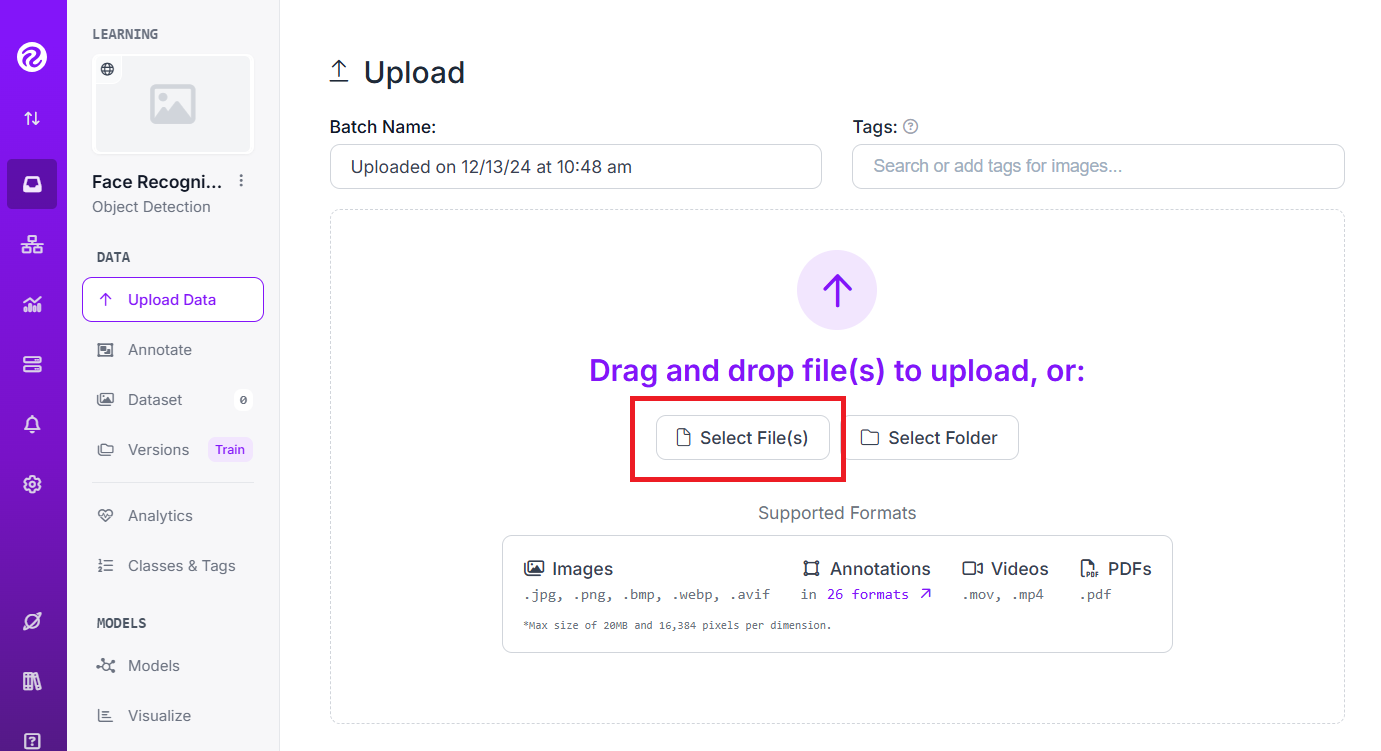 LEARNING
Face Recogni...
Object Detection
DATA
Upload Data
Annotate
Dataset 0
Versions Train
Analytics
Classes & Tags
MODELS
Models
Visualize
Upload
Batch Name:
Uploaded on 12/13/24 at 10:48 am
Tags: ?
Search or add tags for images...
Drag and drop file(s) to upload, or:
Select File(s) Select Folder
Supported Formats
Images Annotations Videos PDFs
.jpg, .png, .bmp, .webp, .avif in 26 formats .mov, .mp4 .pdf
*Max size of 20MB and 16,384 pixels per dimension.